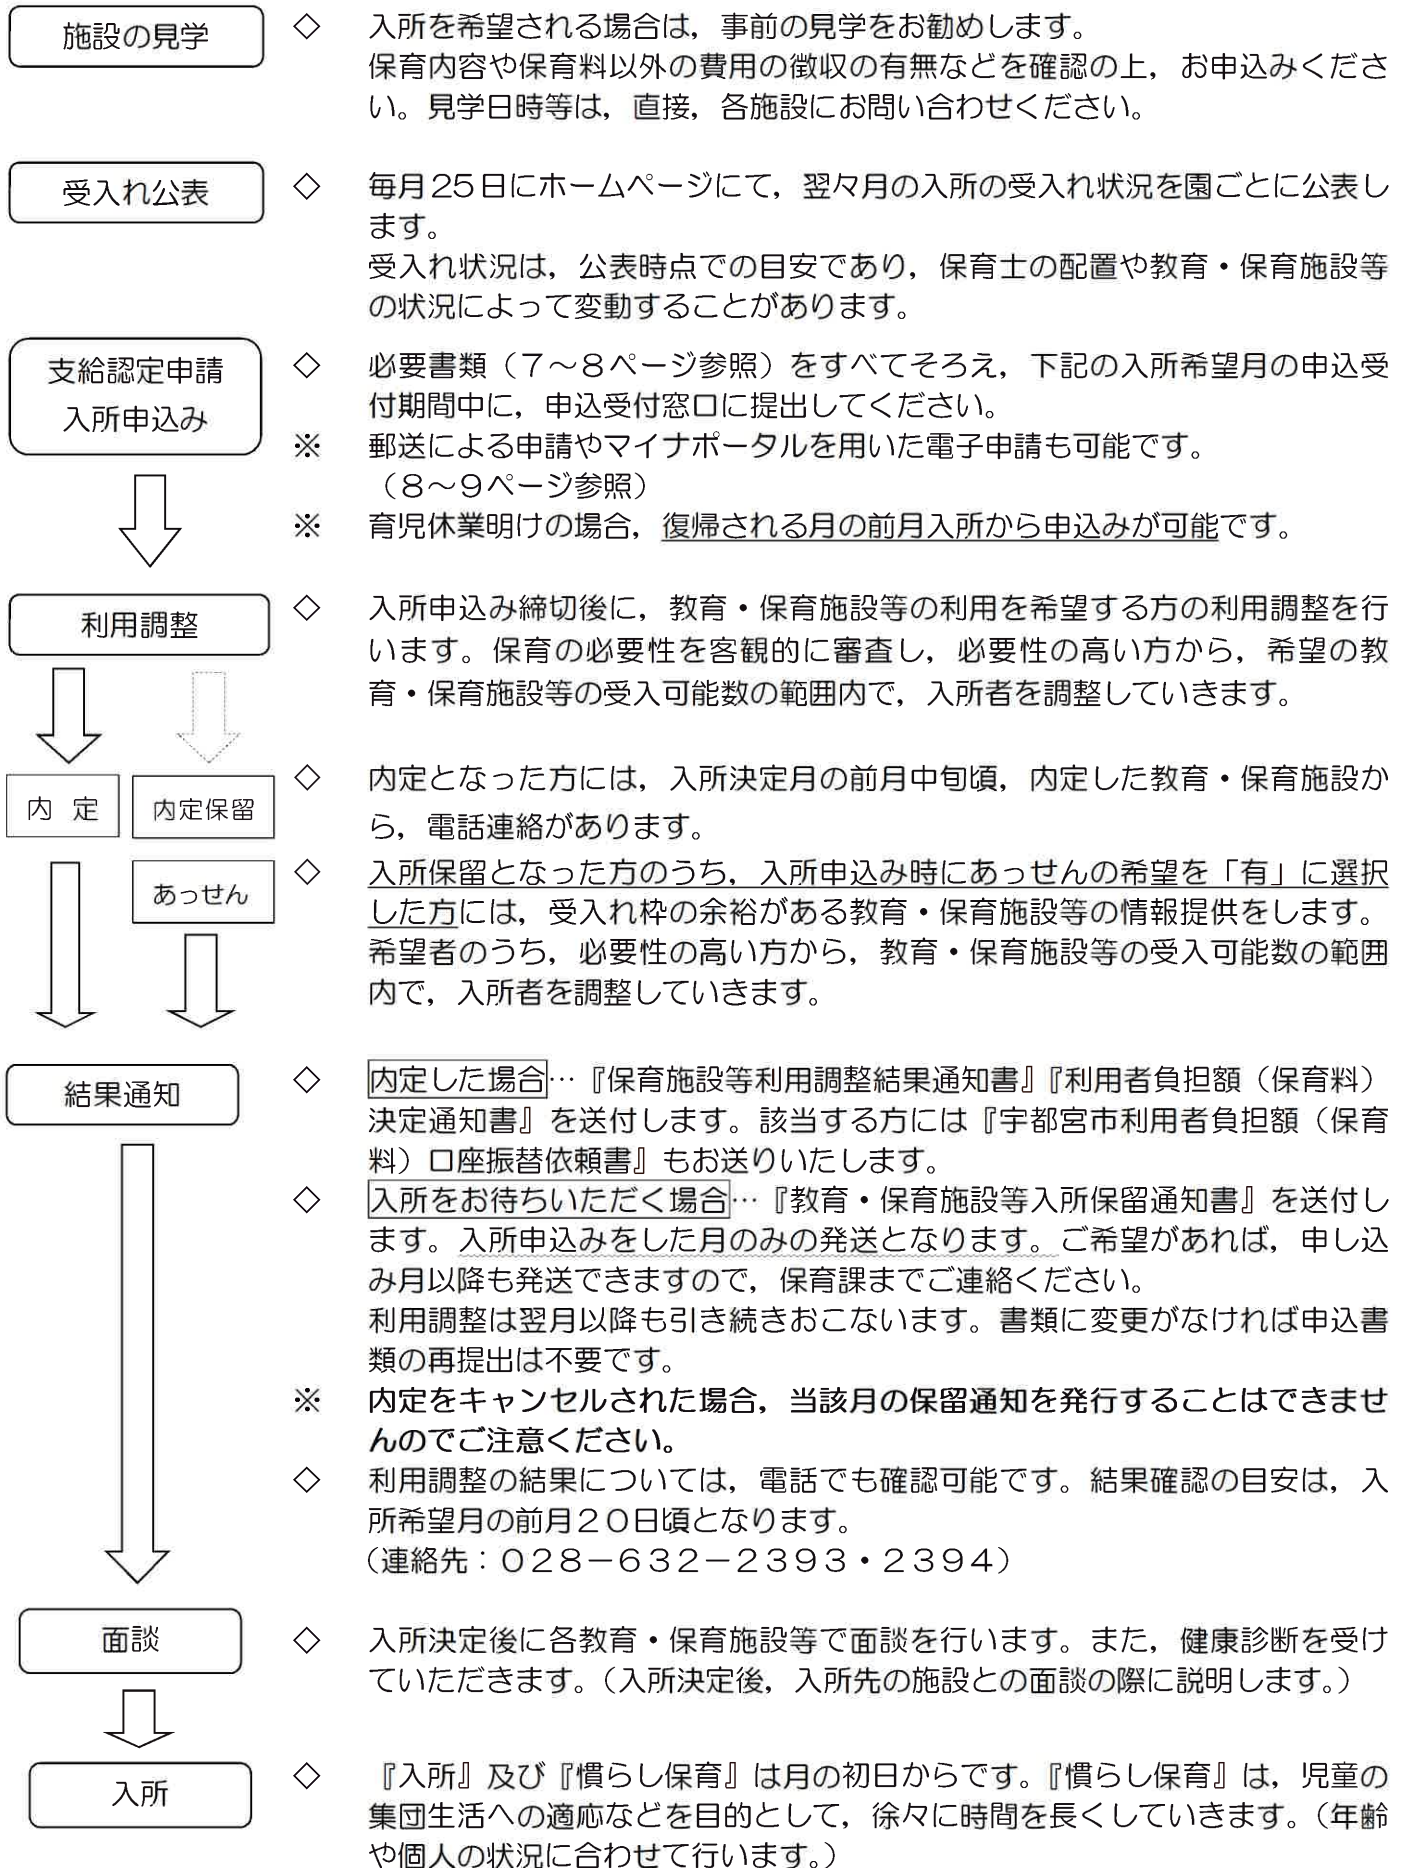 施設の見学
◇ 入所を希望される場合は，事前の見学をお勧めします。
保育内容や保育料以外の費用の徴収の有無などを確認の上，お申込みくださ
い。見学日時等は，直接，各施設にお問い合わせください。
受入れ公表
◇ 毎月25日にホームページにて，翌々月の入所の受入れ状況を園ごとに公表し
ます。
受入れ状況は，公表時点での目安であり，保育士の配置や教育・保育施設等
の状況によって変動することがあります。
支給認定申請
入所申込み
◇ 必要書類（７～８ページ参照）をすべてそろえ，下記の入所希望月の申込受
付期間中に，申込受付窓口に提出してください。
※ 郵送による申請やマイナポータルを用いた電子申請も可能です。
（８～９ページ参照）
※ 育児休業明けの場合，復帰される月の前月入所から申込みが可能です。
利用調整
◇ 入所申込み締切後に，教育・保育施設等の利用を希望する方の利用調整を行
います。保育の必要性を客観的に審査し，必要性の高い方から，希望の教
育・保育施設等の受入可能数の範囲内で，入所者を調整していきます。
内 定
内定保留
◇ 内定となった方には，入所決定月の前月中旬頃，内定した教育・保育施設か
ら，電話連絡があります。
あっせん
◇ 入所保留となった方のうち，入所申込み時にあっせんの希望を「有」に選択
した方には，受入れ枠の余裕がある教育・保育施設等の情報提供をします。
希望者のうち，必要性の高い方から，教育・保育施設等の受入可能数の範囲
内で，入所者を調整していきます。
結果通知
◇ 内定した場合…『保育施設等利用調整結果通知書』『利用者負担額（保育料）
決定通知書』を送付します。該当する方には『宇都宮市利用者負担額（保育
料）口座振替依頼書』もお送りいたします。
◇ 入所をお待ちいただく場合…『教育・保育施設等入所保留通知書』を送付し
ます。入所申込みをした月のみの発送となります。ご希望があれば，申し込
み月以降も発送できますので，保育課までご連絡ください。
利用調整は翌月以降も引き続きおこないます。書類に変更がなければ申込書
類の再提出は不要です。
※ 内定をキャンセルされた場合，当該月の保留通知を発行することはできませ
んのでご注意ください。
◇ 利用調整の結果については，電話でも確認可能です。結果確認の目安は，入
所希望月の前月２０日頃となります。
（連絡先：０２８－６３２－２３９３・２３９４）
面談
◇ 入所決定後に各教育・保育施設等で面談を行います。また，健康診断を受け
ていただきます。（入所決定後，入所先の施設との面談の際に説明します。）
入所
◇ 『入所』及び『慣らし保育』は月の初日からです。『慣らし保育』は，児童の
集団生活への適応などを目的として，徐々に時間を長くしていきます。（年齢
や個人の状況に合わせて行います。）